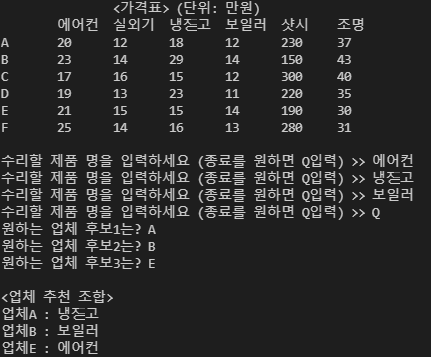 <가격표> (단위: 만원)
에어컨 실외기 냉장고 보일러 샷시 조명
A 20 12 18 12 230 37
B 23 14 29 14 150 43
C 17 16 15 12 300 40
D 19 13 23 11 220 35
E 21 15 15 14 190 30
F 25 14 16 13 280 31
수리할 제품 명을 입력하세요 (종료를 원하면 Q입력) >> 에어컨
수리할 제품 명을 입력하세요 (종료를 원하면 Q입력) >> 냉장고
수리할 제품 명을 입력하세요 (종료를 원하면 Q입력) >> 보일러
수리할 제품 명을 입력하세요 (종료를 원하면 Q입력) >> Q
원하는 업체 후보1는? A
원하는 업체 후보2는? B
원하는 업체 후보3는? E
<업체 추천 조합>
업체A : 냉장고
업체B : 보일러
업체E : 에어컨